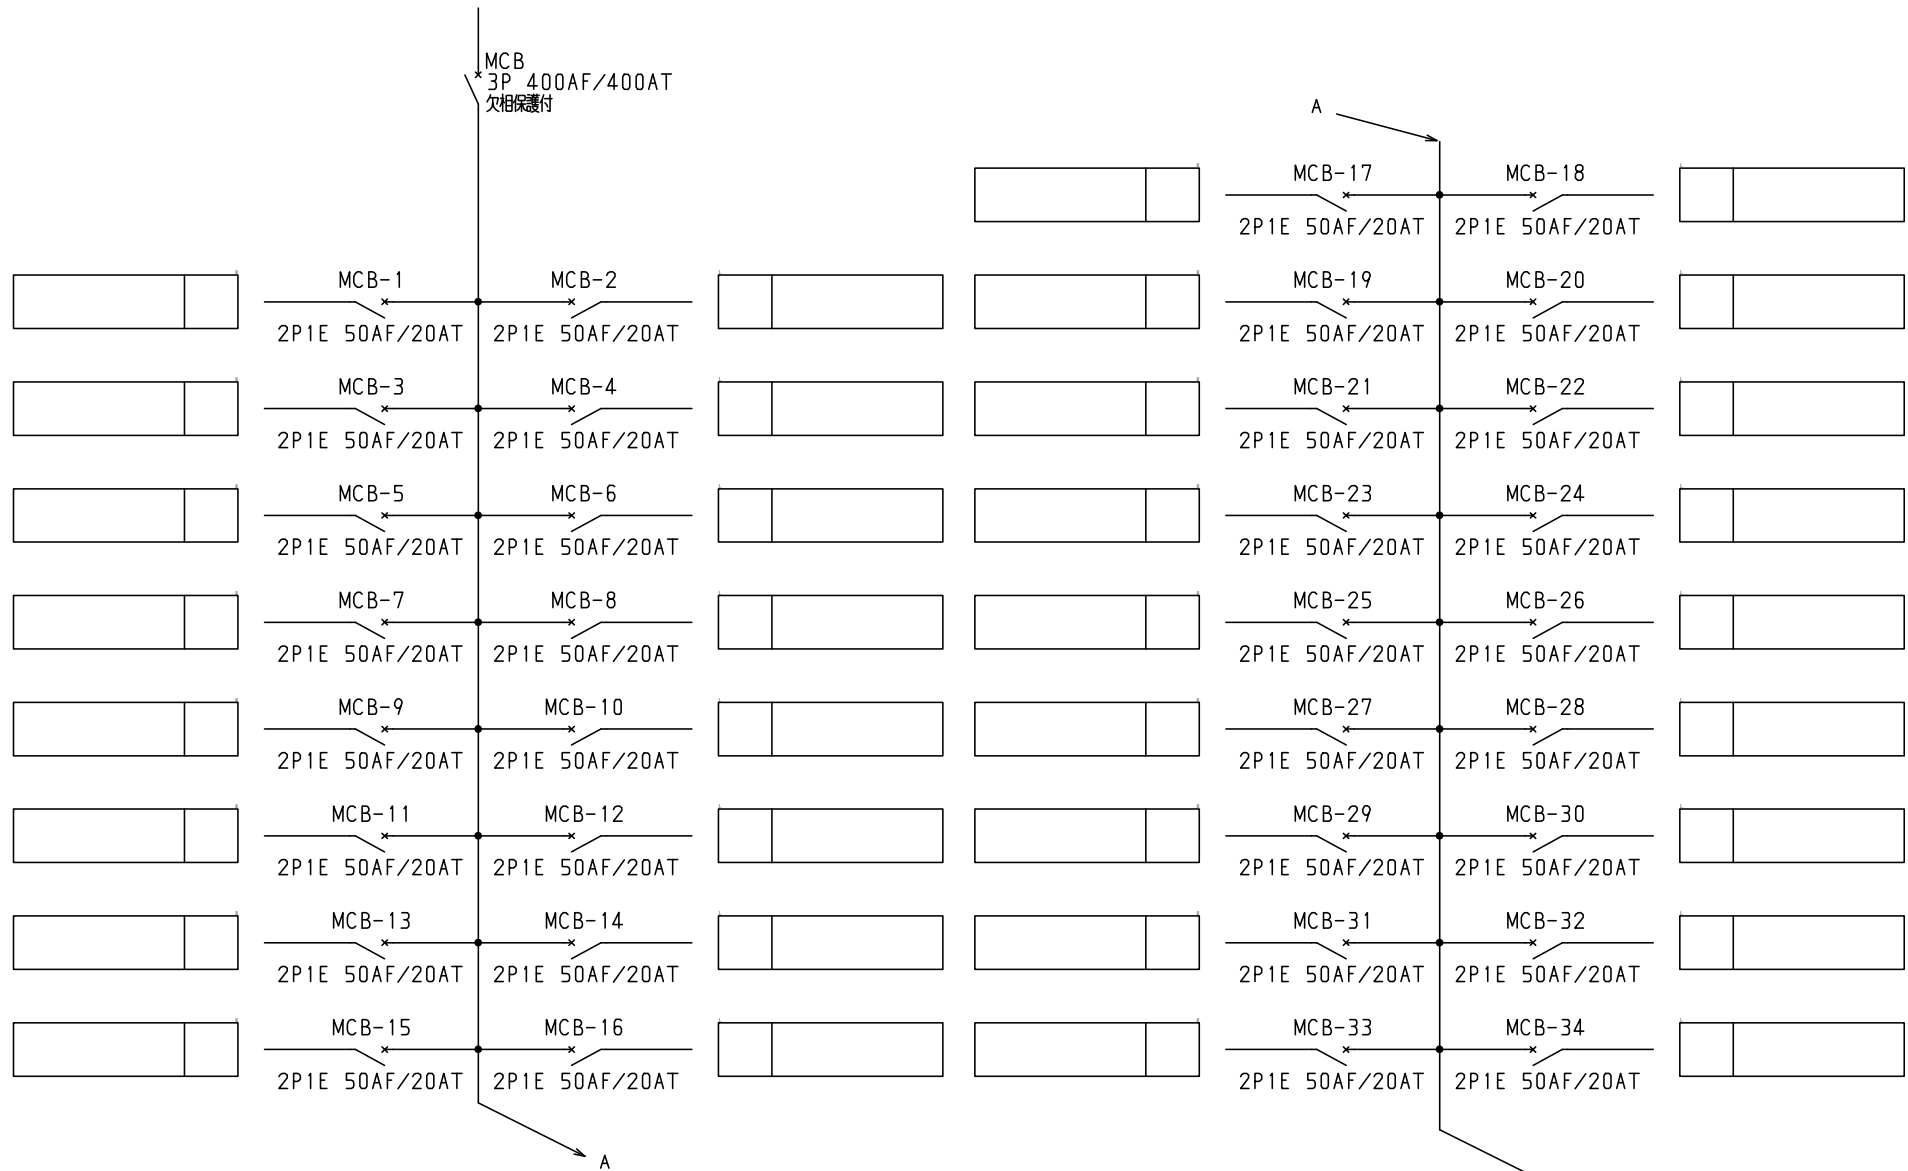 MCB
3P 400AF/400AT
欠相保護付
MCB-1 MCB-2
2P1E 50AF/20AT 2P1E 50AF/20AT
MCB-3 MCB-4
2P1E 50AF/20AT 2P1E 50AF/20AT
MCB-5 MCB-6
2P1E 50AF/20AT 2P1E 50AF/20AT
MCB-7 MCB-8
2P1E 50AF/20AT 2P1E 50AF/20AT
MCB-9 MCB-10
2P1E 50AF/20AT 2P1E 50AF/20AT
MCB-11 MCB-12
2P1E 50AF/20AT 2P1E 50AF/20AT
MCB-13 MCB-14
2P1E 50AF/20AT 2P1E 50AF/20AT
MCB-15 MCB-16
2P1E 50AF/20AT 2P1E 50AF/20AT
A
A
MCB-17 MCB-18
2P1E 50AF/20AT 2P1E 50AF/20AT
MCB-19 MCB-20
2P1E 50AF/20AT 2P1E 50AF/20AT
MCB-21 MCB-22
2P1E 50AF/20AT 2P1E 50AF/20AT
MCB-23 MCB-24
2P1E 50AF/20AT 2P1E 50AF/20AT
MCB-25 MCB-26
2P1E 50AF/20AT 2P1E 50AF/20AT
MCB-27 MCB-28
2P1E 50AF/20AT 2P1E 50AF/20AT
MCB-29 MCB-30
2P1E 50AF/20AT 2P1E 50AF/20AT
MCB-31 MCB-32
2P1E 50AF/20AT 2P1E 50AF/20AT
MCB-33 MCB-34
2P1E 50AF/20AT 2P1E 50AF/20AT